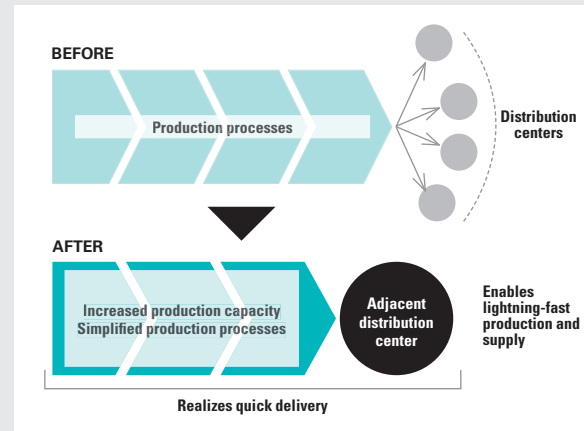 BEFORE
Production processes
Distribution
centers
AFTER
Increased production capacity
Simplified production processes
Adjacent
distribution
center
Enables
lightning-fast
production and
supply
Realizes quick delivery